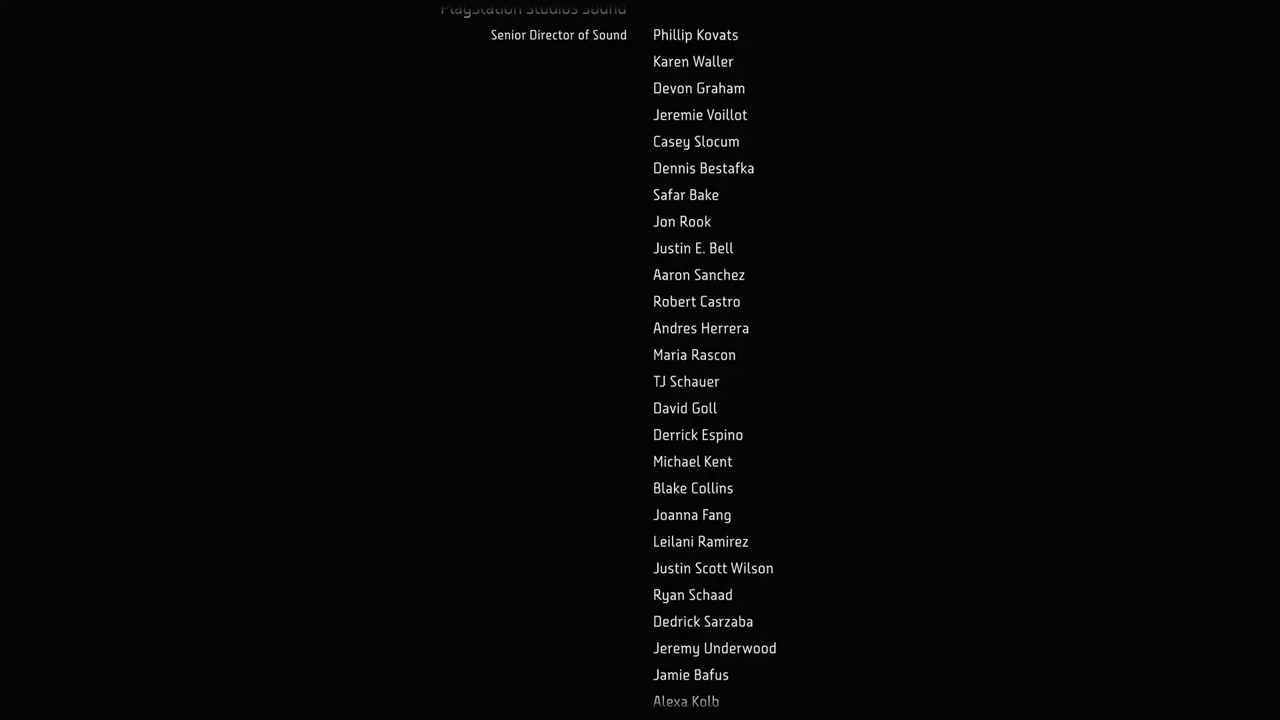 PlayStation Studios Sound
Senior Director of Sound Phillip Kovats
Karen Waller
Devon Graham
Jeremie Voillot
Casey Slocum
Dennis Bestafka
Safar Bake
Jon Rook
Justin E. Bell
Aaron Sanchez
Robert Castro
Andres Herrera
Maria Rascon
TJ Schauer
David Goll
Derrick Espino
Michael Kent
Blake Collins
Joanna Fang
Leilani Ramirez
Justin Scott Wilson
Ryan Schaad
Dedrick Sarzaba
Jeremy Underwood
Jamie Bafus
Alexa Kolb